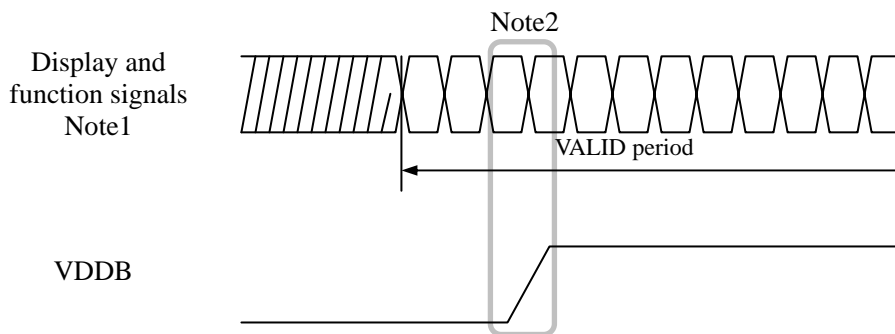 Note2
Display and
function signals
Note1
VALID period
VDDB